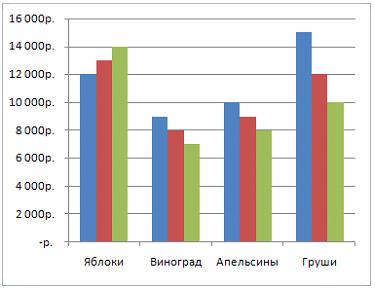 16 000р.
14 000р.
12 000р.
10 000р.
8 000р.
6 000р.
4 000р.
2 000р.
-р.
Яблоки Виноград Апельсины Груши